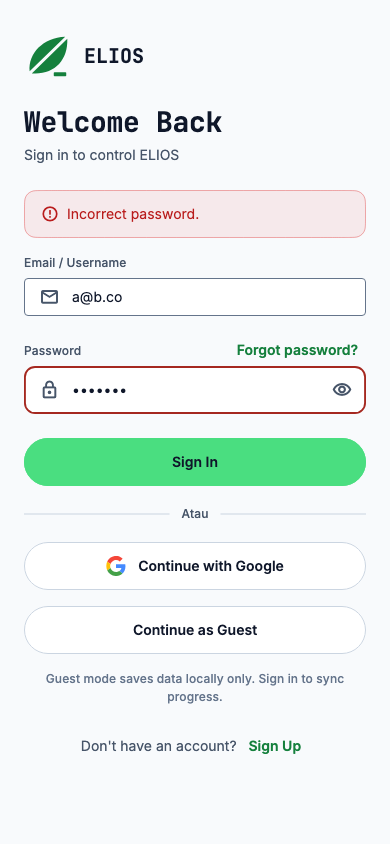 ELIOS
Welcome Back
Sign in to control ELIOS
Incorrect password.
Email / Username
a@b.co
Password
Forgot password?
•••••••
Sign In
Atau
Continue with Google
Continue as Guest
Guest mode saves data locally only. Sign in to sync
progress.
Don't have an account? Sign Up